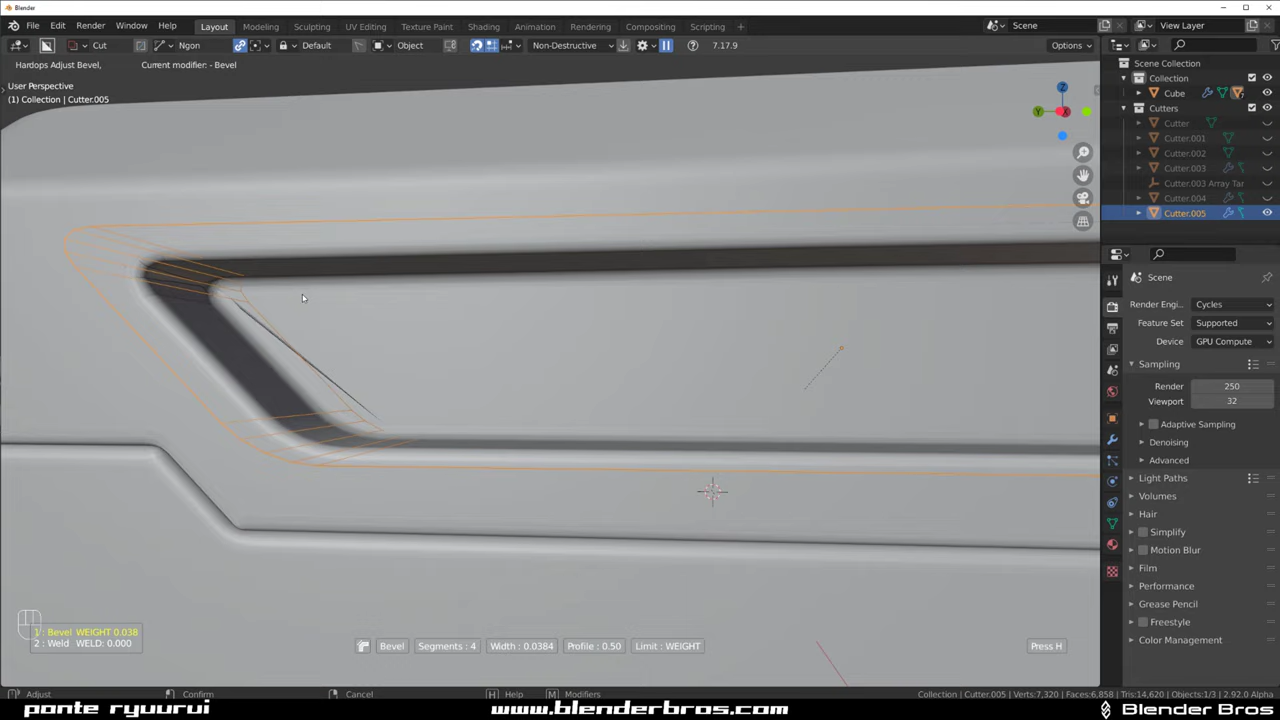 Blender
File Edit Render Window Help Layout Modeling Sculpting UV Editing Texture Paint Shading Animation Rendering Compositing Scripting + Scene View Layer
Cut Ngon Default Object Non-Destructive 7.17.9 Options
Hardops Adjust Bevel, Current modifier: - Bevel
User Perspective
(1) Collection | Cutter.005
Z
Y X
Scene Collection
Collection
Cube
Cutters
Cutter
Cutter.001
Cutter.002
Cutter.003
Cutter.003 Array Tar
Cutter.004
Cutter.005
Scene
Render Engi... Cycles
Feature Set Supported
Device GPU Compute
Sampling
Render 250
Viewport 32
Adaptive Sampling
Denoising
Advanced
Light Paths
Volumes
Hair
Simplify
Motion Blur
Film
Performance
Grease Pencil
Freestyle
Color Management
1 : Bevel WEIGHT 0.038
2 : Weld WELD: 0.000
Bevel Segments : 4 Width : 0.0384 Profile : 0.50 Limit : WEIGHT Press H
Adjust Confirm Cancel H Help M Modifiers Collection | Cutter.005 | Verts:7,320 | Faces:6,858 | Tris:14,620 | Objects:1/3 | 2.92.0 Alpha
ponte ryuurui www.blenderbros.com Blender Bros